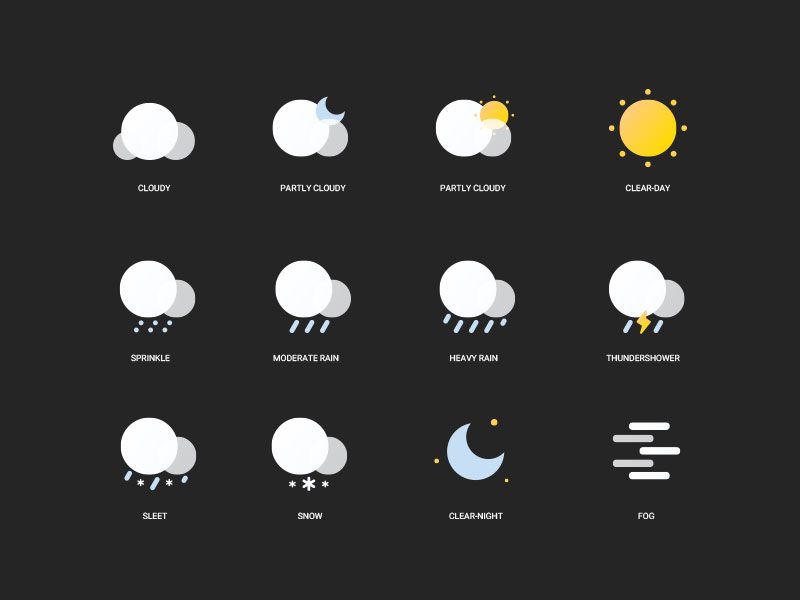 CLOUDY
PARTLY CLOUDY
PARTLY CLOUDY
CLEAR-DAY
SPRINKLE
MODERATE RAIN
HEAVY RAIN
THUNDERSHOWER
SLEET
SNOW
CLEAR-NIGHT
FOG